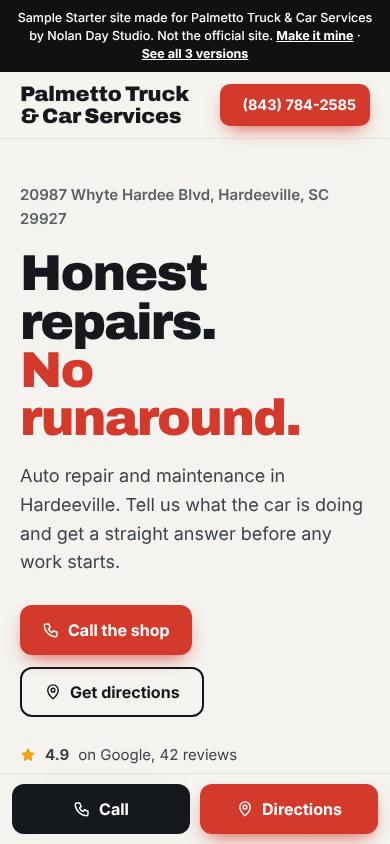 Sample Starter site made for Palmetto Truck & Car Services
by Nolan Day Studio. Not the official site. Make it mine ·
See all 3 versions
Palmetto Truck
& Car Services
(843) 784-2585
20987 Whyte Hardee Blvd, Hardeeville, SC
29927
Honest
repairs.
No
runaround.
Auto repair and maintenance in
Hardeeville. Tell us what the car is doing
and get a straight answer before any
work starts.
Call the shop
Get directions
4.9 on Google, 42 reviews
Call
Directions